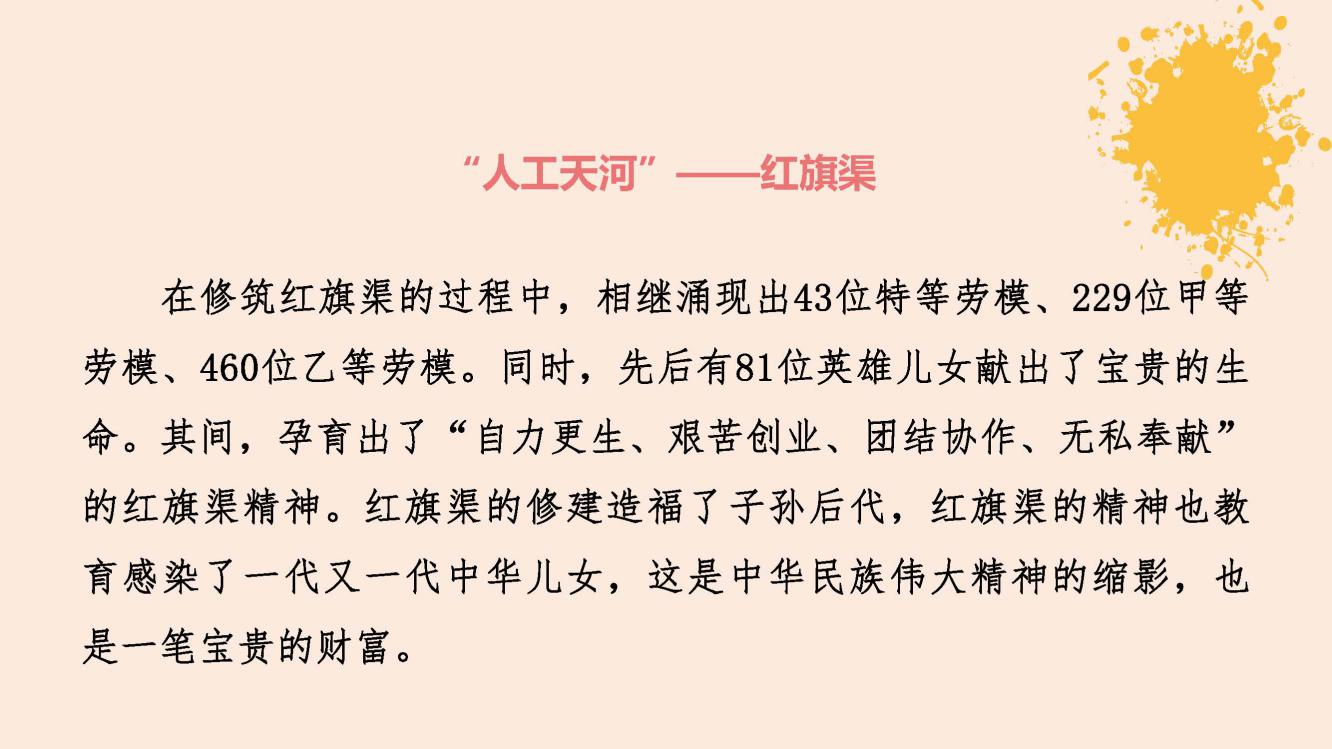 “人工天河”——红旗渠
在修筑红旗渠的过程中，相继涌现出43位特等劳模、229位甲等
劳模、460位乙等劳模。同时，先后有81位英雄儿女献出了宝贵的生
命。其间，孕育出了“自力更生、艰苦创业、团结协作、无私奉献”
的红旗渠精神。红旗渠的修建造福了子孙后代，红旗渠的精神也教
育感染了一代又一代中华儿女，这是中华民族伟大精神的缩影，也
是一笔宝贵的财富。